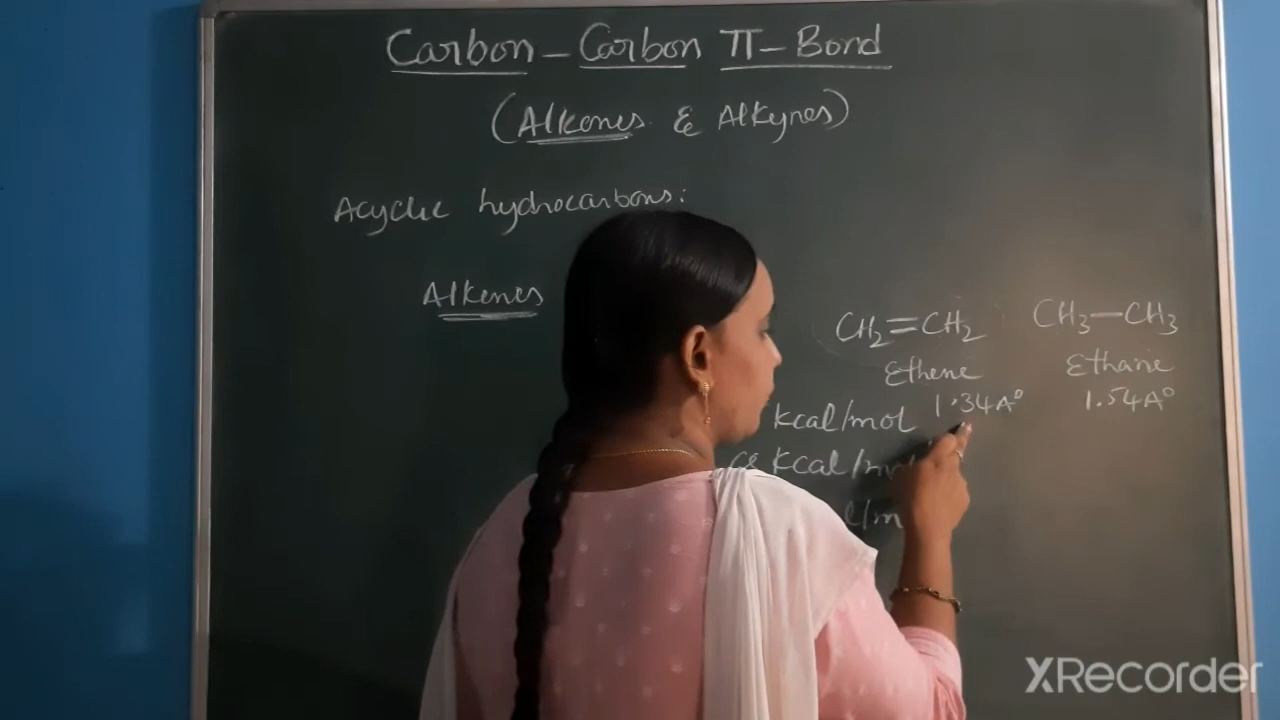 Carbon - Carbon π - Bond
(Alkenes & Alkynes)
Acyclic hydrocarbons:
Alkenes
CH₂=CH₂ CH₃—CH₃
Ethene Ethane
kcal/mol 1.34A° 1.54A°
kcal/mol
XRecorder